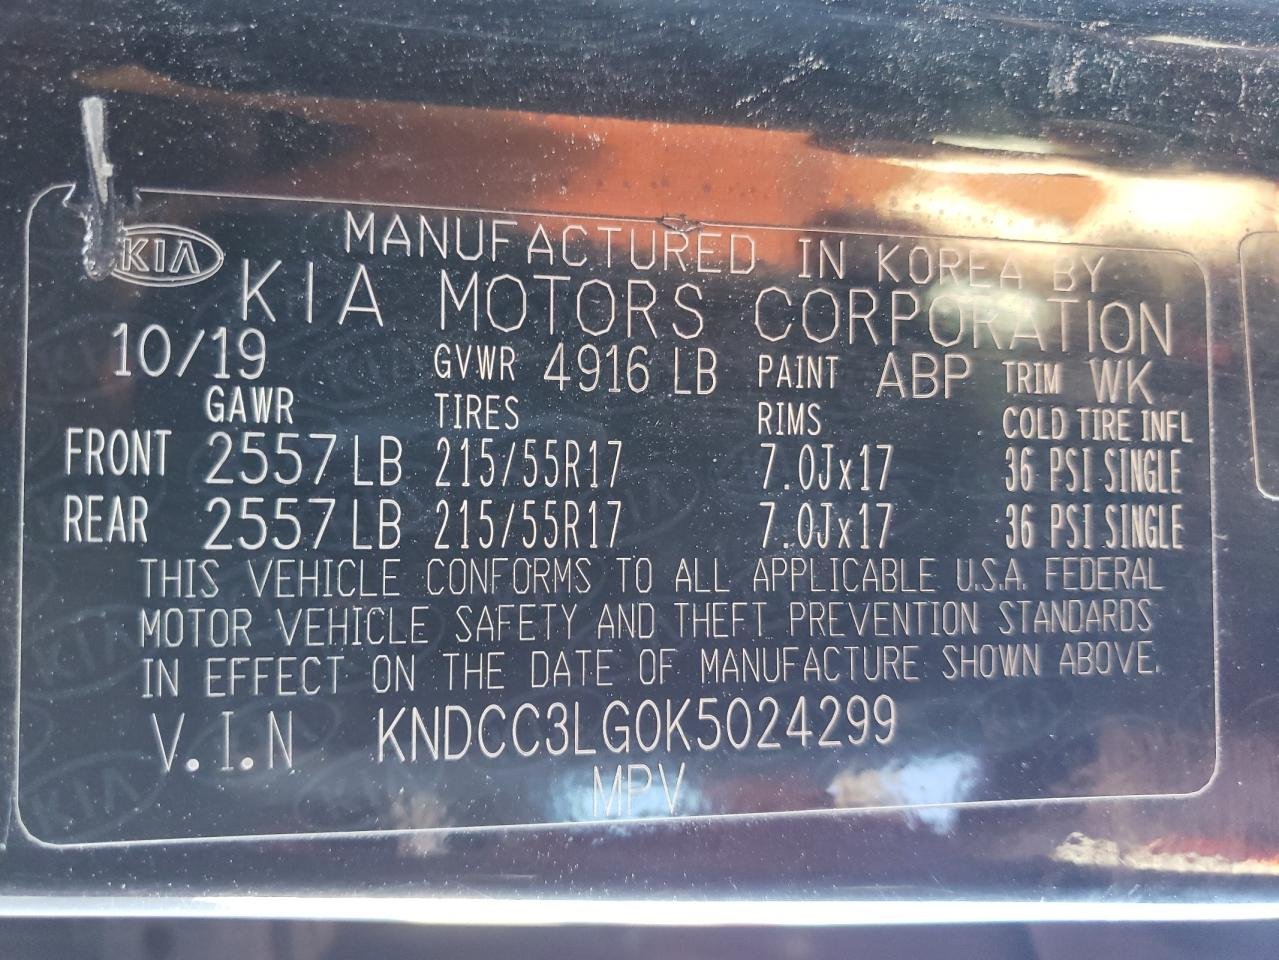 KIA
MANUFACTURED IN KOREA BY
KIA MOTORS CORPORATION
10/19 GVWR 4916 LB PAINT ABP TRIM WK
GAWR TIRES RIMS COLD TIRE INFL
FRONT 2557 LB 215/55R17 7.0Jx17 36 PSI SINGLE
REAR 2557 LB 215/55R17 7.0Jx17 36 PSI SINGLE
THIS VEHICLE CONFORMS TO ALL APPLICABLE U.S.A. FEDERAL
MOTOR VEHICLE SAFETY AND THEFT PREVENTION STANDARDS
IN EFFECT ON THE DATE OF MANUFACTURE SHOWN ABOVE.
V.I.N KNDCC3LG0K5024299
MPV